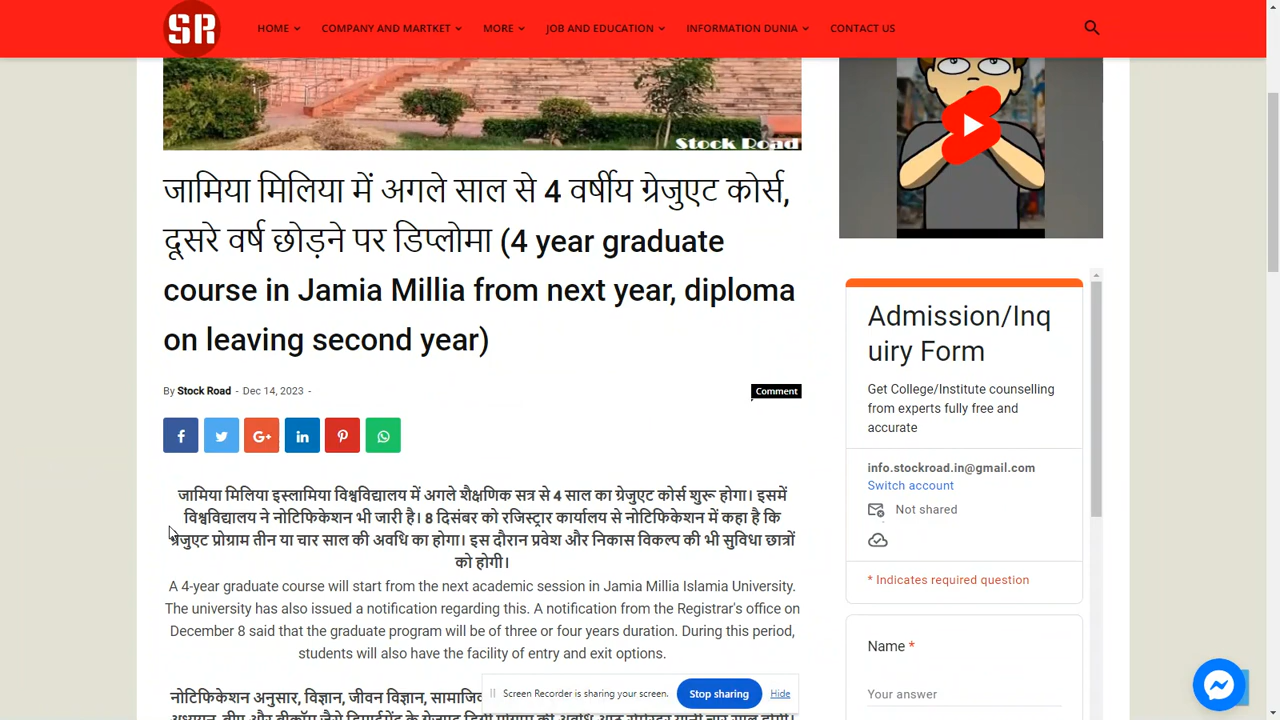 SR
HOME
COMPANY AND MARTKET
MORE
JOB AND EDUCATION
INFORMATION DUNIA
CONTACT US
Stock Road
जामिया मिलिया में अगले साल से 4 वर्षीय ग्रेजुएट कोर्स,
दूसरे वर्ष छोड़ने पर डिप्लोमा (4 year graduate
course in Jamia Millia from next year, diploma
on leaving second year)
By Stock Road - Dec 14, 2023 -
Comment
जामिया मिलिया इस्लामिया विश्वविद्यालय में अगले शैक्षणिक सत्र से 4 साल का ग्रेजुएट कोर्स शुरू होगा। इसमें
विश्वविद्यालय ने नोटिफिकेशन भी जारी है। 8 दिसंबर को रजिस्ट्रार कार्यालय से नोटिफिकेशन में कहा है कि
ग्रेजुएट प्रोग्राम तीन या चार साल की अवधि का होगा। इस दौरान प्रवेश और निकास विकल्प की भी सुविधा छात्रों
को होगी।
A 4-year graduate course will start from the next academic session in Jamia Millia Islamia University.
The university has also issued a notification regarding this. A notification from the Registrar's office on
December 8 said that the graduate program will be of three or four years duration. During this period,
students will also have the facility of entry and exit options.
नोटिफिकेशन अनुसार, विज्ञान, जीवन विज्ञान,
Admission/Inq
uiry Form
Get College/Institute counselling
from experts fully free and
accurate
info.stockroad.in@gmail.com
Switch account
Not shared
* Indicates required question
Name *
Your answer
Screen Recorder is sharing your screen.
Stop sharing
Hide